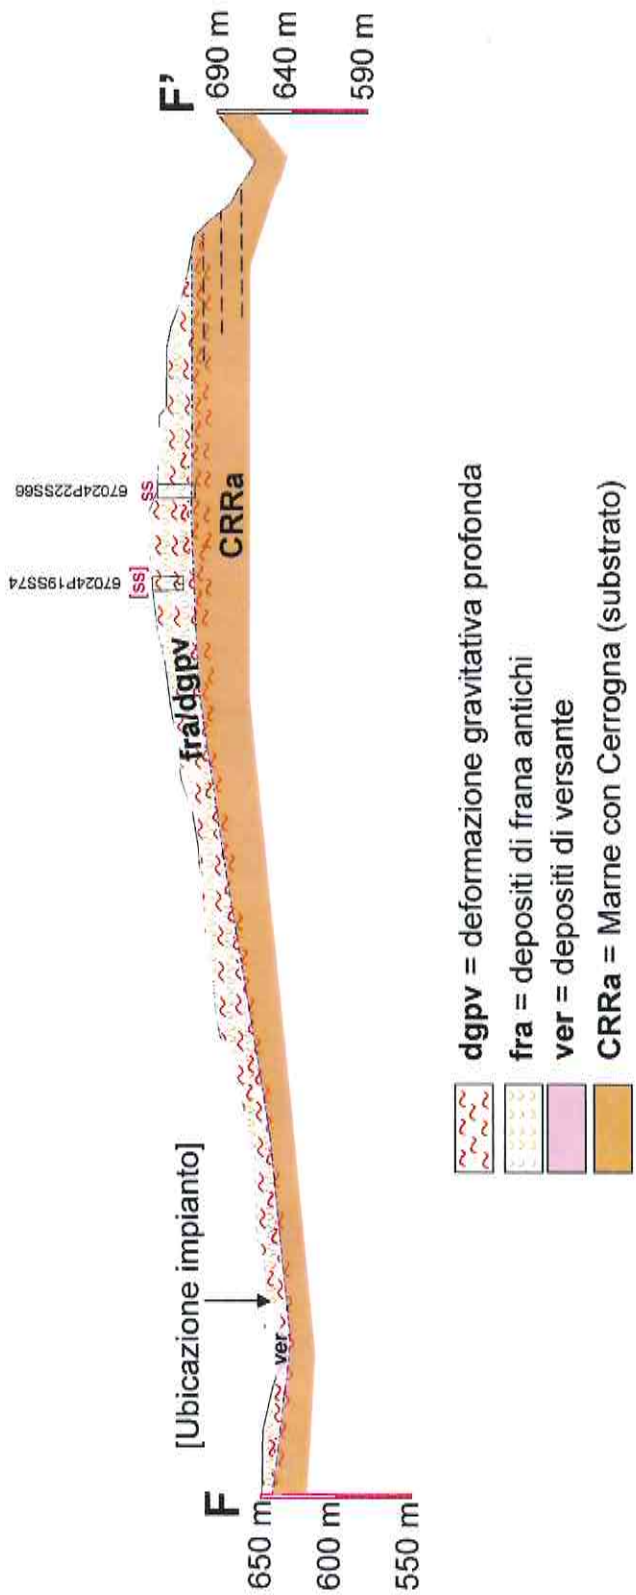 F
650 m
600 m
550 m
[Ubicazione impianto]
ver
fra/dgpv
67024P19SS74
[ss]
67024P22SS66
ss
CRRa
F'
690 m
640 m
590 m
dgpv = deformazione gravitativa profonda
fra = depositi di frana antichi
ver = depositi di versante
CRRa = Marne con Cerrogna (substrato)